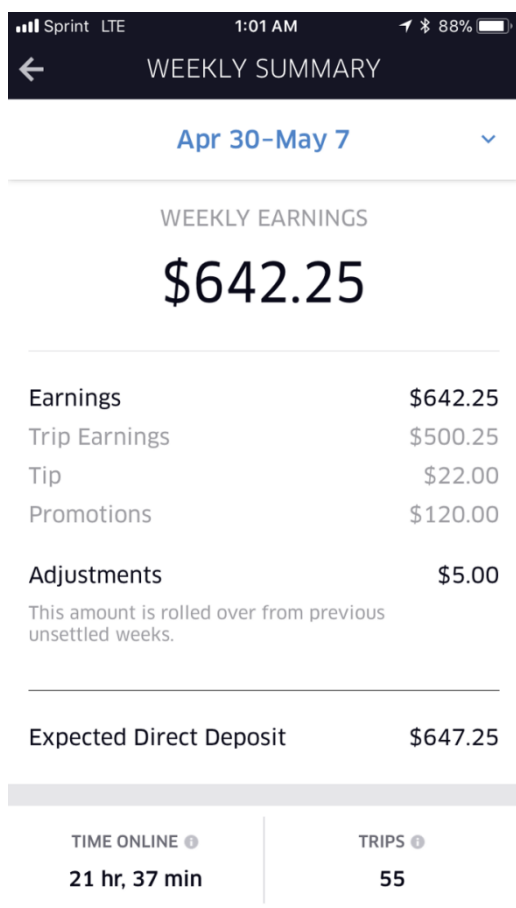 Sprint LTE 1:01 AM 88%
WEEKLY SUMMARY
Apr 30–May 7
WEEKLY EARNINGS
$642.25
Earnings $642.25
Trip Earnings $500.25
Tip $22.00
Promotions $120.00
Adjustments $5.00
This amount is rolled over from previous
unsettled weeks.
Expected Direct Deposit $647.25
TIME ONLINE TRIPS
21 hr, 37 min 55